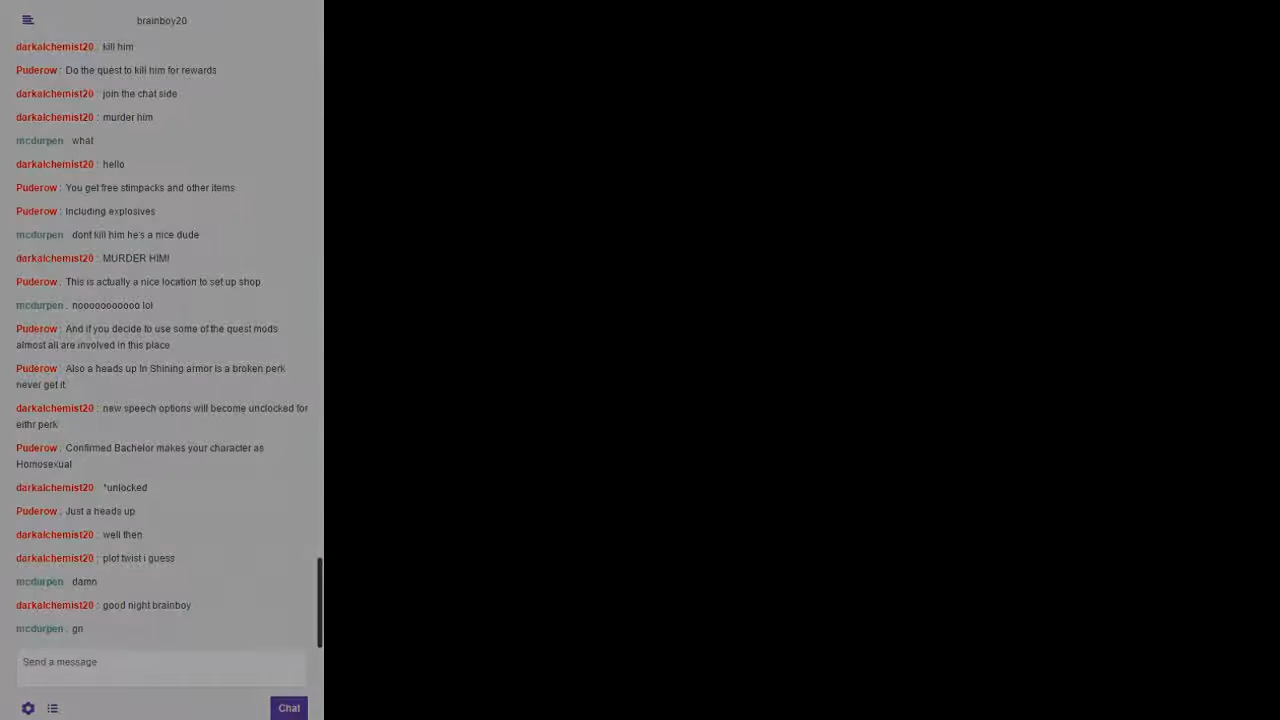 brainboy20
darkalchemist20 : kill him
Puderow : Do the quest to kill him for rewards
darkalchemist20 : join the chat side
darkalchemist20 : murder him
mcdurpen : what
darkalchemist20 : hello
Puderow : You get free stimpacks and other items
Puderow : Including explosives
mcdurpen : dont kill him he's a nice dude
darkalchemist20 : MURDER HIM!
Puderow : This is actually a nice location to set up shop.
mcdurpen : nooooooooooo lol
Puderow : And if you decide to use some of the quest mods
almost all are involved in this place
Puderow : Also a heads up In Shining armor is a broken perk
never get it
darkalchemist20 : new speech options will become unclocked for
eithr perk
Puderow : Confirmed Bachelor makes your character as
Homosexual
darkalchemist20 : *unlocked
Puderow : Just a heads up
darkalchemist20 : well then
darkalchemist20 : plot twist i guess
mcdurpen : damn
darkalchemist20 : good night brainboy
mcdurpen : gn
Send a message
Chat